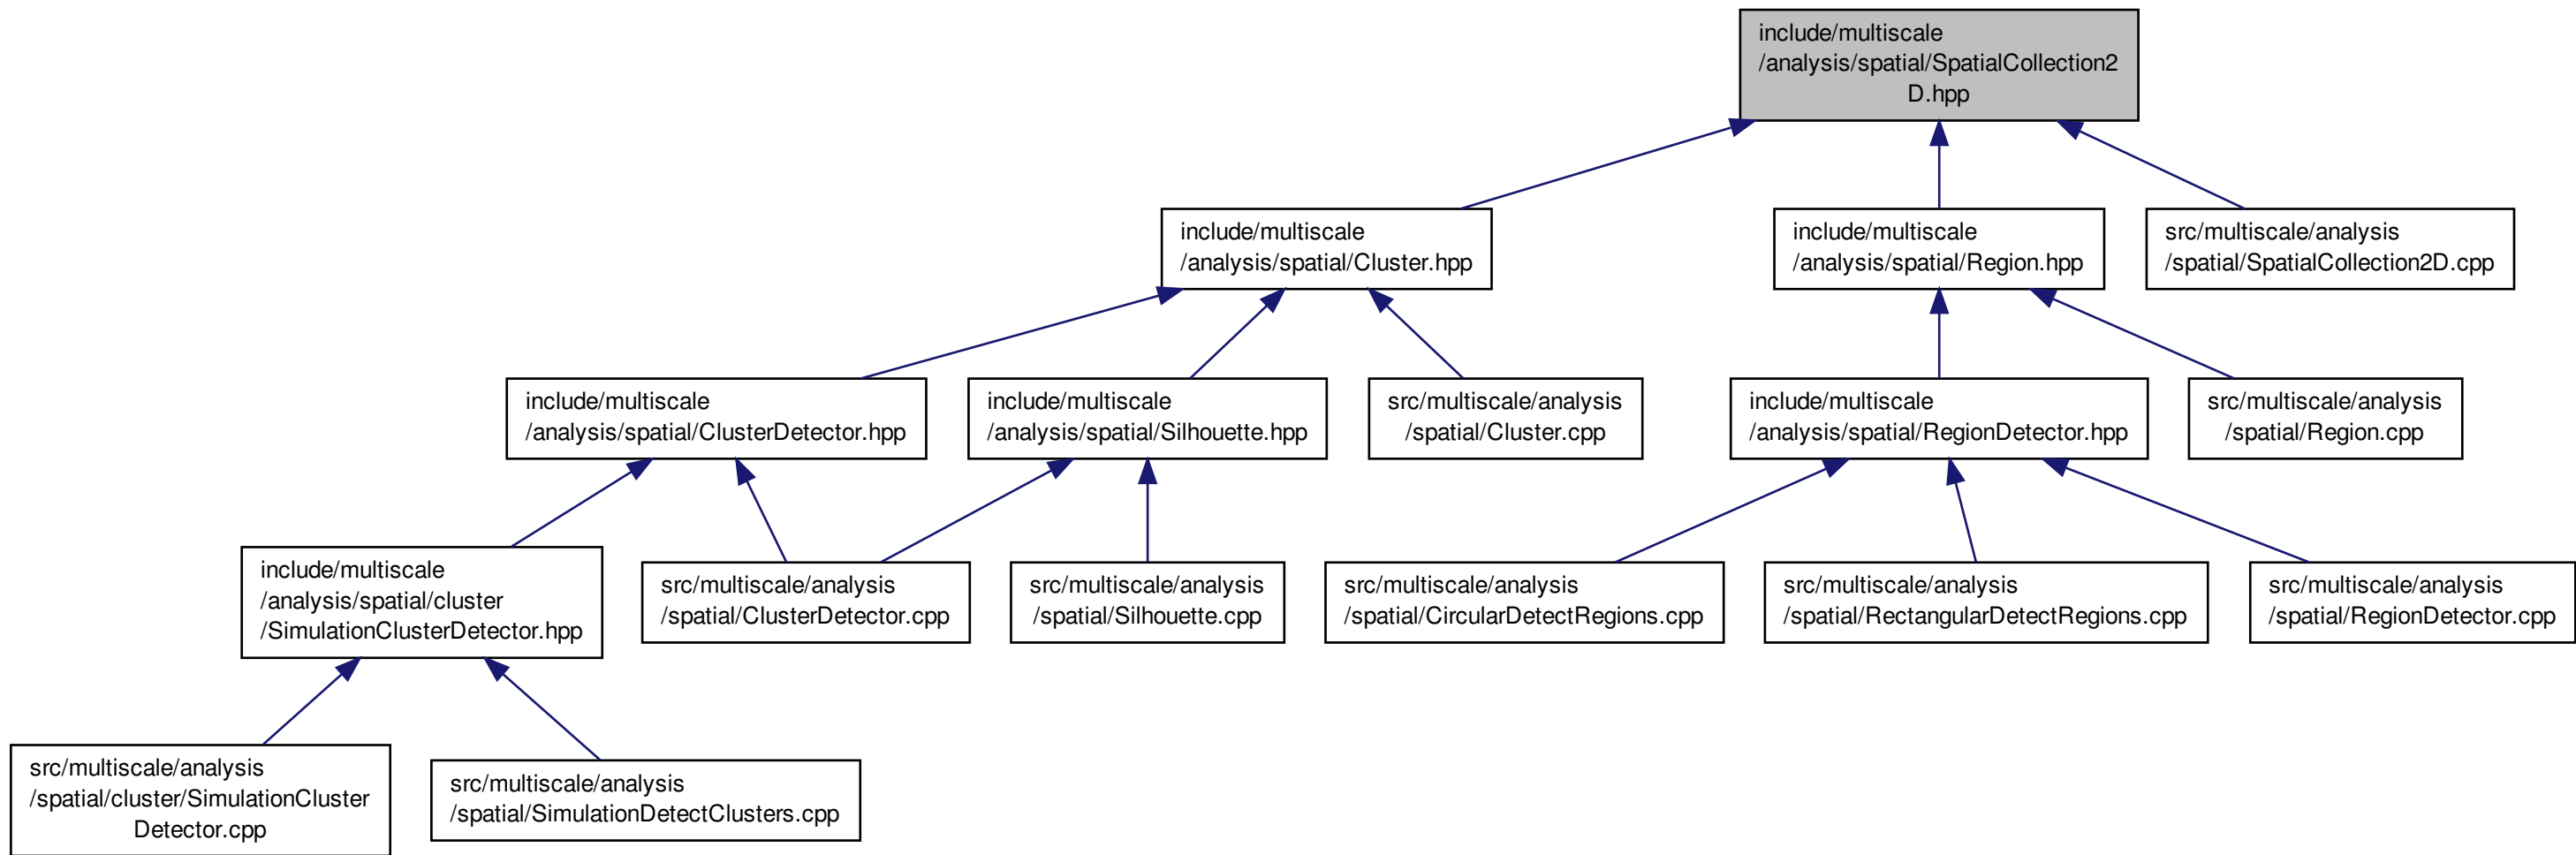 include/multiscale
/analysis/spatial/SpatialCollection2
D.hpp
include/multiscale
/analysis/spatial/Cluster.hpp
include/multiscale
/analysis/spatial/Region.hpp
src/multiscale/analysis
/spatial/SpatialCollection2D.cpp
include/multiscale
/analysis/spatial/ClusterDetector.hpp
include/multiscale
/analysis/spatial/Silhouette.hpp
src/multiscale/analysis
/spatial/Cluster.cpp
include/multiscale
/analysis/spatial/RegionDetector.hpp
src/multiscale/analysis
/spatial/Region.cpp
include/multiscale
/analysis/spatial/cluster
/SimulationClusterDetector.hpp
src/multiscale/analysis
/spatial/ClusterDetector.cpp
src/multiscale/analysis
/spatial/Silhouette.cpp
src/multiscale/analysis
/spatial/CircularDetectRegions.cpp
src/multiscale/analysis
/spatial/RectangularDetectRegions.cpp
src/multiscale/analysis
/spatial/RegionDetector.cpp
src/multiscale/analysis
/spatial/cluster/SimulationCluster
Detector.cpp
src/multiscale/analysis
/spatial/SimulationDetectClusters.cpp